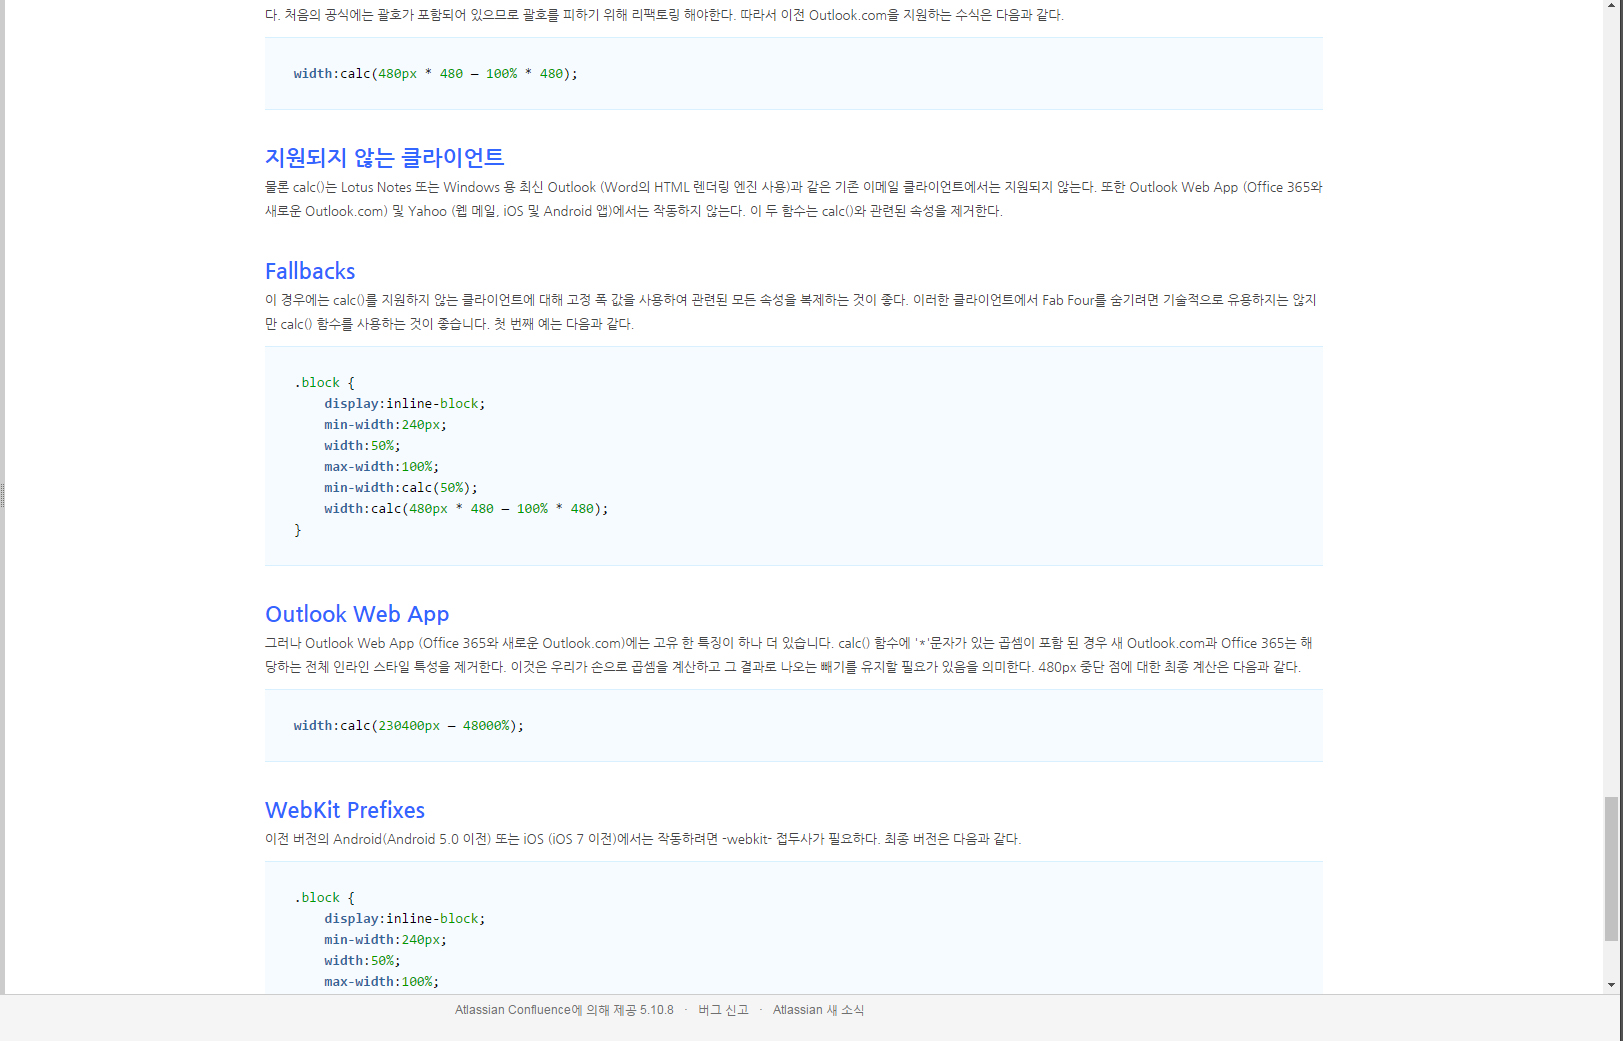 다. 처음의 공식에는 괄호가 포함되어 있으므로 괄호를 피하기 위해 리팩토링 해야한다. 따라서 이전 Outlook.com을 지원하는 수식은 다음과 같다.
width:calc(480px * 480 – 100% * 480);
지원되지 않는 클라이언트
물론 calc()는 Lotus Notes 또는 Windows 용 최신 Outlook (Word의 HTML 렌더링 엔진 사용)과 같은 기존 이메일 클라이언트에서는 지원되지 않는다. 또한 Outlook Web App (Office 365와
새로운 Outlook.com) 및 Yahoo (웹 메일, iOS 및 Android 앱)에서는 작동하지 않는다. 이 두 함수는 calc()와 관련된 속성을 제거한다.
Fallbacks
이 경우에는 calc()를 지원하지 않는 클라이언트에 대해 고정 폭 값을 사용하여 관련된 모든 속성을 복제하는 것이 좋다. 이러한 클라이언트에서 Fab Four를 숨기려면 기술적으로 유용하지는 않지
만 calc() 함수를 사용하는 것이 좋습니다. 첫 번째 예는 다음과 같다.
.block {
    display:inline-block;
    min-width:240px;
    width:50%;
    max-width:100%;
    min-width:calc(50%);
    width:calc(480px * 480 – 100% * 480);
}
Outlook Web App
그러나 Outlook Web App (Office 365와 새로운 Outlook.com)에는 고유 한 특징이 하나 더 있습니다. calc() 함수에 '*'문자가 있는 곱셈이 포함 된 경우 새 Outlook.com과 Office 365는 해
당하는 전체 인라인 스타일 특성을 제거한다. 이것은 우리가 손으로 곱셈을 계산하고 그 결과로 나오는 빼기를 유지할 필요가 있음을 의미한다. 480px 중단 점에 대한 최종 계산은 다음과 같다.
width:calc(230400px – 48000%);
WebKit Prefixes
이전 버전의 Android(Android 5.0 이전) 또는 iOS (iOS 7 이전)에서는 작동하려면 -webkit- 접두사가 필요하다. 최종 버전은 다음과 같다.
.block {
    display:inline-block;
    min-width:240px;
    width:50%;
    max-width:100%;
Atlassian Confluence에 의해 제공 5.10.8 · 버그 신고 · Atlassian 새 소식